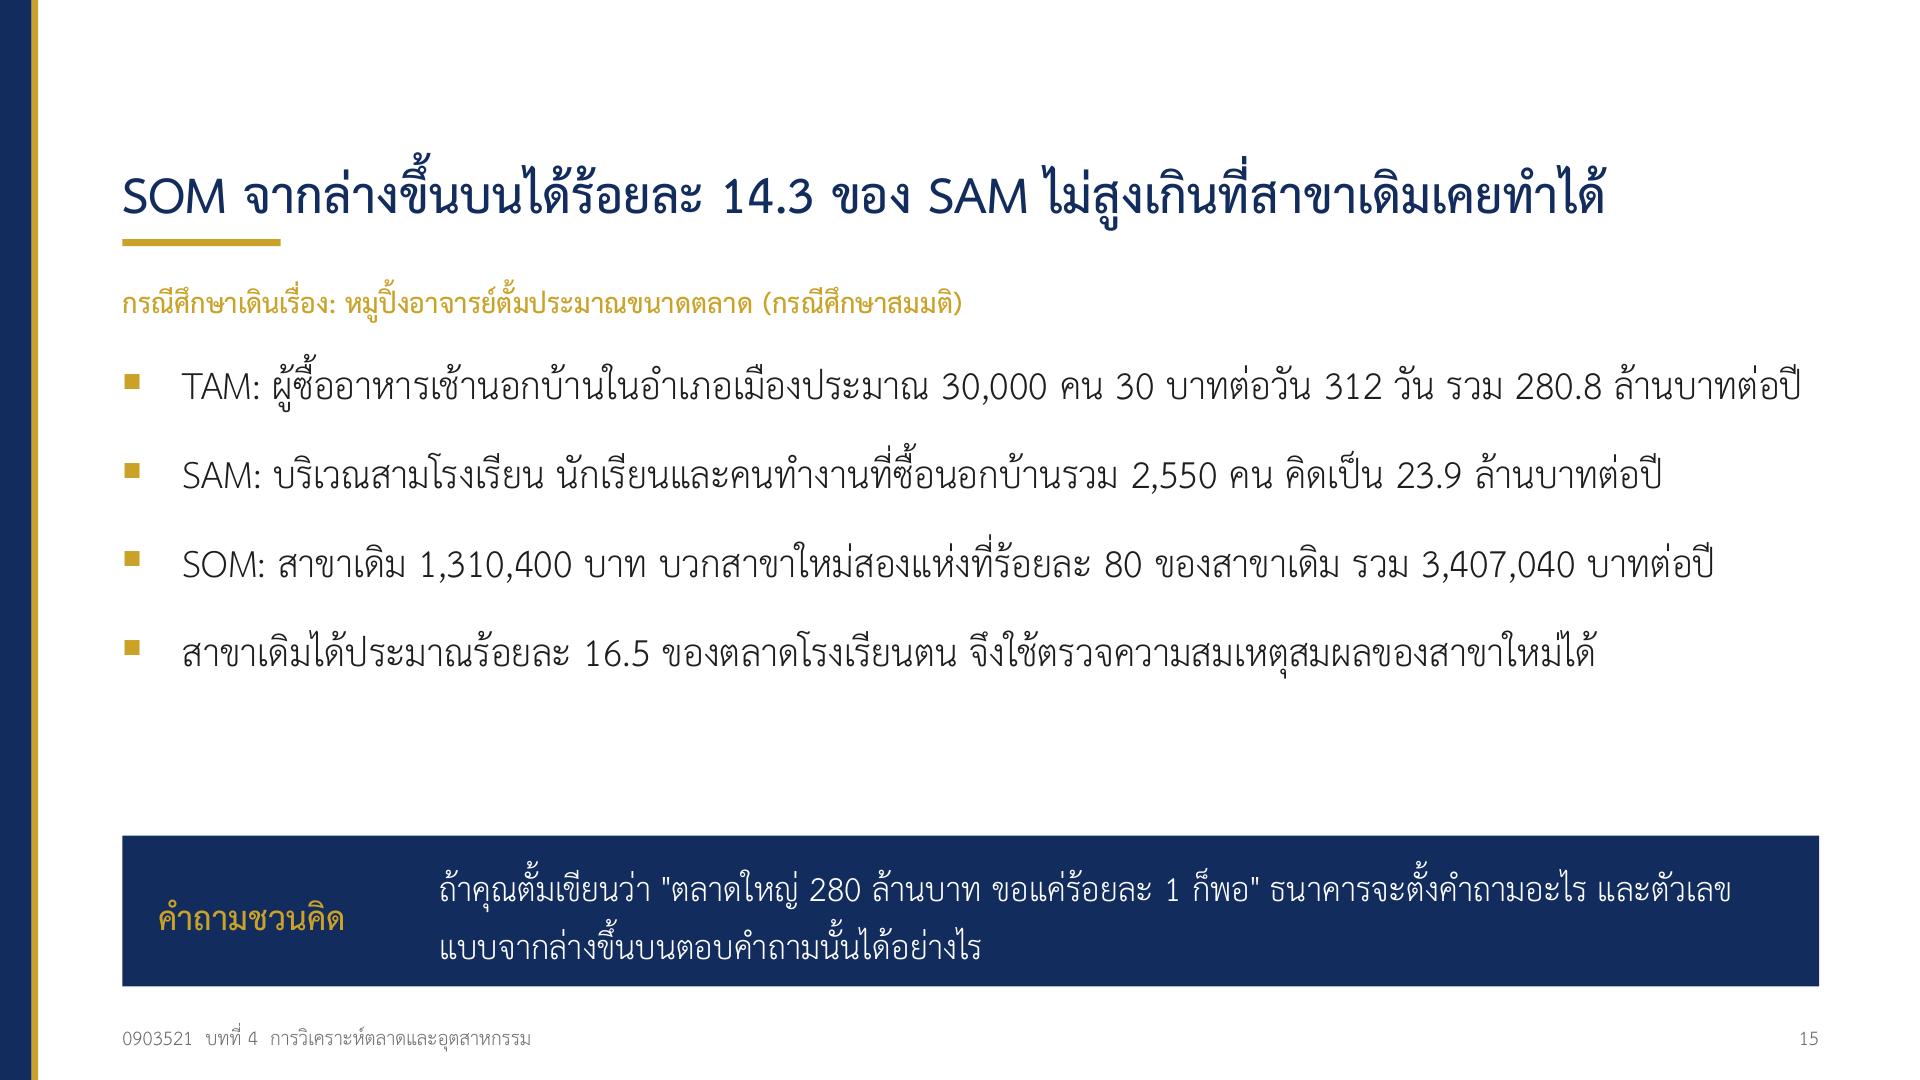 SOM จากล่างขึ้นบนได้ร้อยละ 14.3 ของ SAM ไม่สูงเกินที่สาขาเดิมเคยทำได้
กรณีศึกษาเดินเรื่อง: หมูปิ้งอาจารย์ตั้มประมาณขนาดตลาด (กรณีศึกษาสมมติ)
▪ TAM: ผู้ซื้ออาหารเช้านอกบ้านในอำเภอเมืองประมาณ 30,000 คน 30 บาทต่อวัน 312 วัน รวม 280.8 ล้านบาทต่อปี
▪ SAM: บริเวณสามโรงเรียน นักเรียนและคนทำงานที่ซื้อนอกบ้านรวม 2,550 คน คิดเป็น 23.9 ล้านบาทต่อปี
▪ SOM: สาขาเดิม 1,310,400 บาท บวกสาขาใหม่สองแห่งที่ร้อยละ 80 ของสาขาเดิม รวม 3,407,040 บาทต่อปี
▪ สาขาเดิมได้ประมาณร้อยละ 16.5 ของตลาดโรงเรียนตน จึงใช้ตรวจความสมเหตุสมผลของสาขาใหม่ได้
คำถามชวนคิด
ถ้าคุณตั้มเขียนว่า "ตลาดใหญ่ 280 ล้านบาท ขอแค่ร้อยละ 1 ก็พอ" ธนาคารจะตั้งคำถามอะไร และตัวเลข
แบบจากล่างขึ้นบนตอบคำถามนั้นได้อย่างไร
0903521 บทที่ 4 การวิเคราะห์ตลาดและอุตสาหกรรม
15